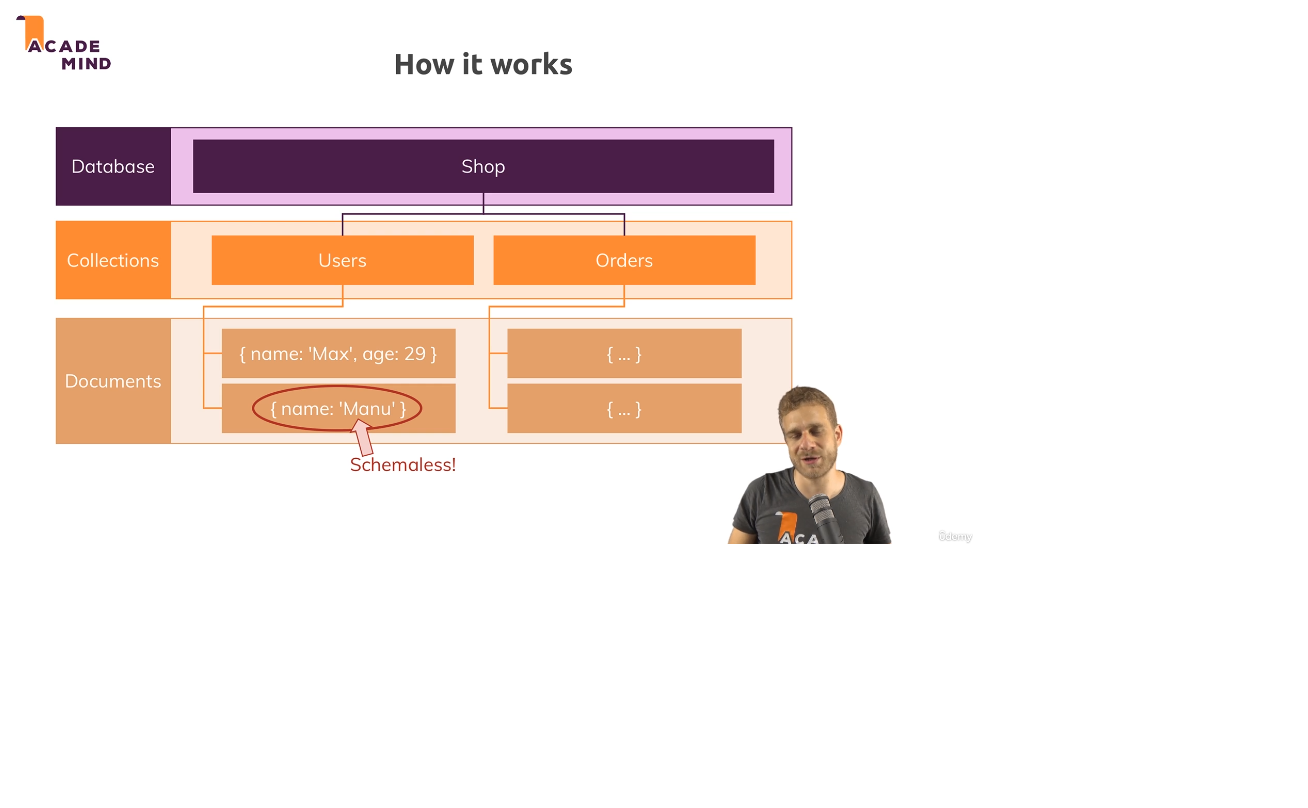 ACADE
MIND
How it works
Database
Shop
Collections
Users
Orders
Documents
{ name: 'Max', age: 29 }
{ ... }
{ name: 'Manu' }
{ ... }
Schemaless!
ACA
Udemy